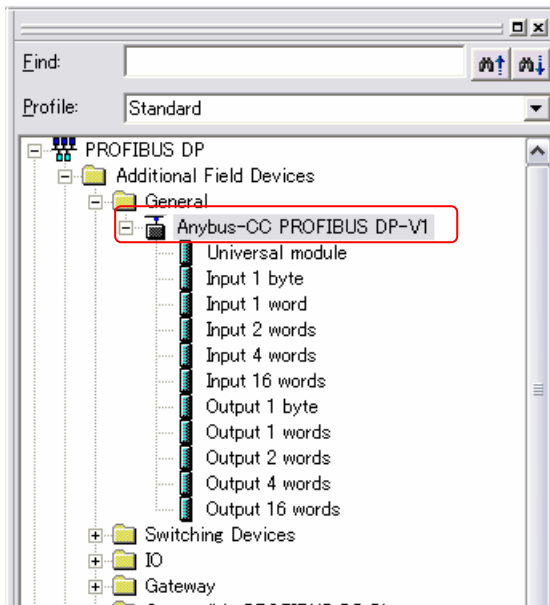 Find:
Profile: Standard
PROFIBUS DP
Additional Field Devices
General
Anybus-CC PROFIBUS DP-V1
Universal module
Input 1 byte
Input 1 word
Input 2 words
Input 4 words
Input 16 words
Output 1 byte
Output 1 words
Output 2 words
Output 4 words
Output 16 words
Switching Devices
IO
Gateway